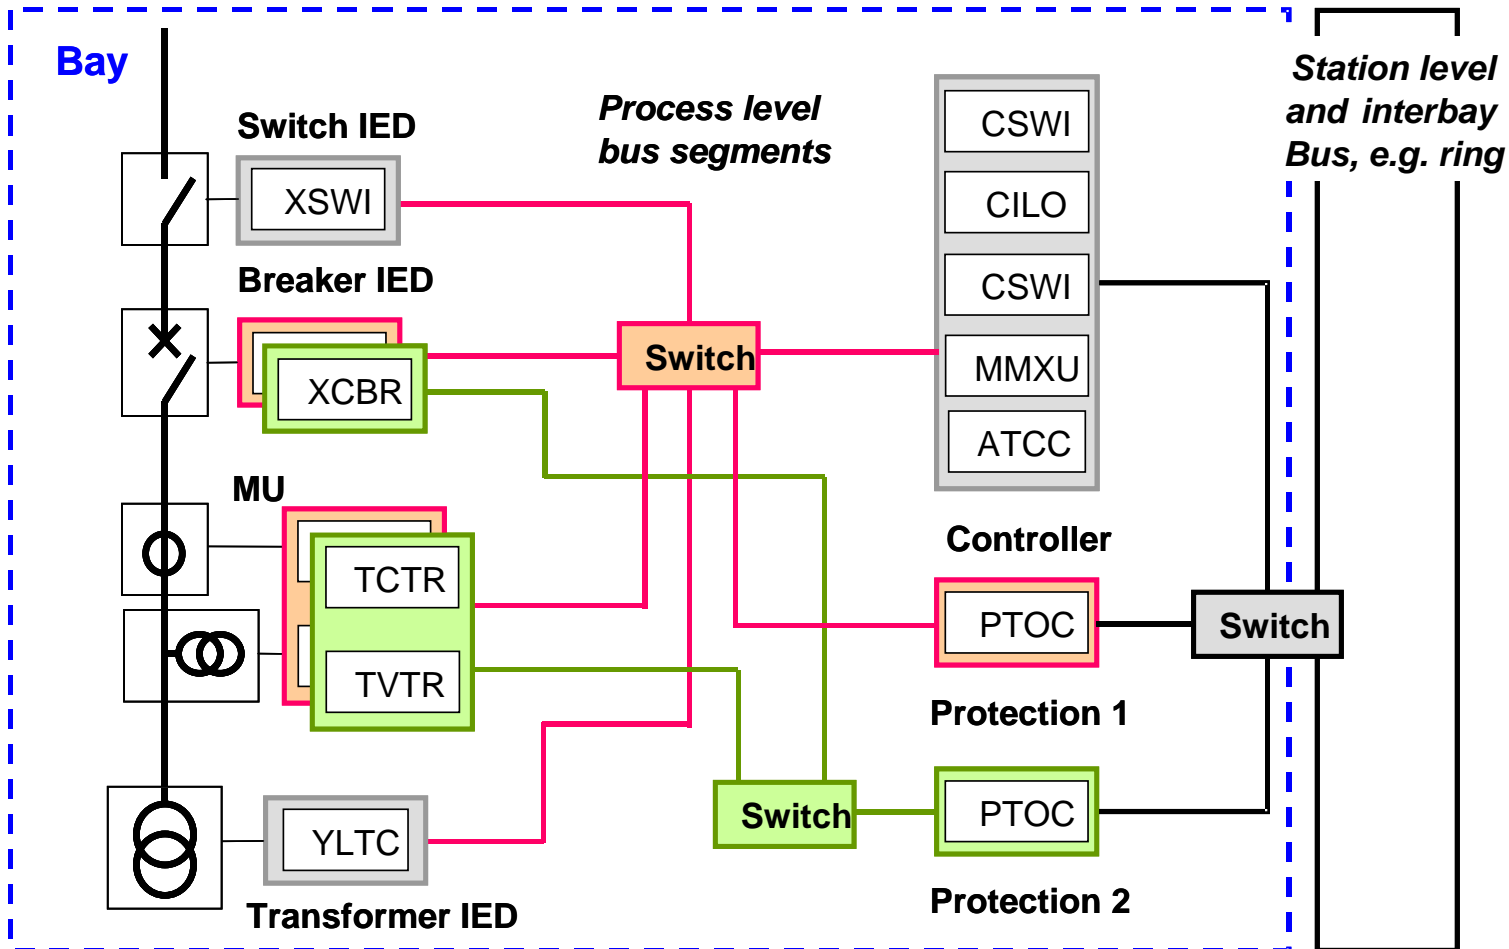 Bay
Station level
and interbay
Bus, e.g. ring
Process level
bus segments
Switch IED
XSWI
Breaker IED
XCBR
MU
TCTR
TVTR
YLTC
Transformer IED
Switch
Switch
CSWI
CILO
CSWI
MMXU
ATCC
Controller
PTOC
Protection 1
PTOC
Protection 2
Switch